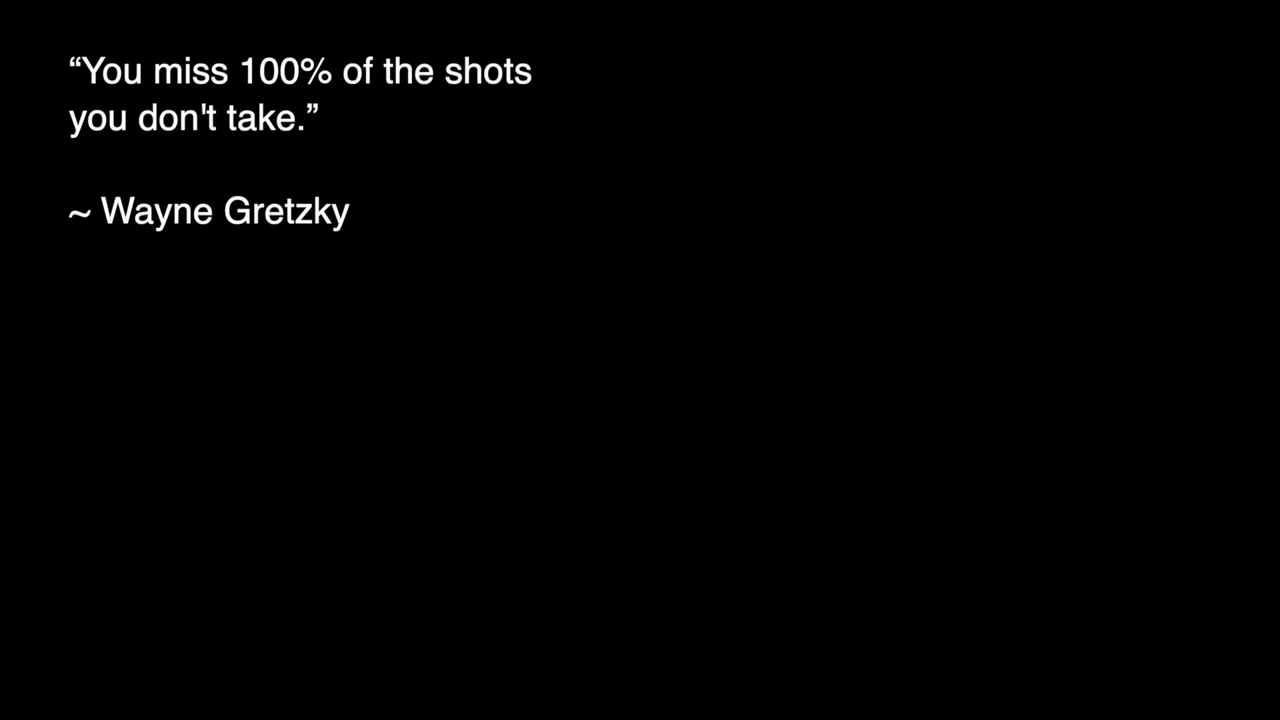 “You miss 100% of the shots
you don't take.”
~ Wayne Gretzky